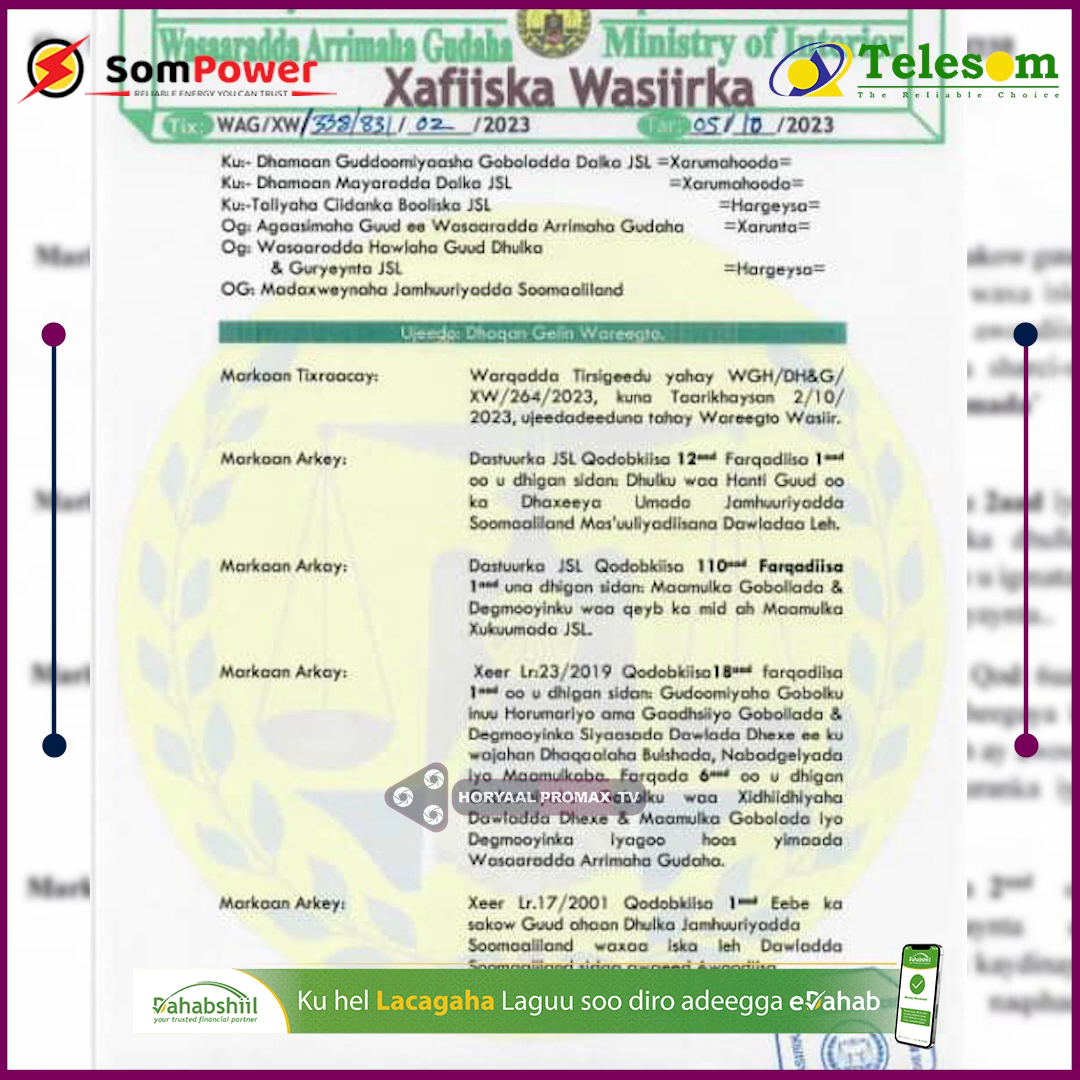 SomPower
RELIABLE ENERGY YOU CAN TRUST
Telesom
The Reliable Choice
Wasaaradda Arrimaha Gudaha Ministry of Interior
Xafiiska Wasiirka
Tix: WAG/XW/338/831/02/2023 Tar: 05/10/2023
Ku:- Dhamaan Guddoomiyaasha Goboladda Dalka JSL =Xarumahooda=
Ku:- Dhamaan Mayaradda Dalka JSL =Xarumahooda=
Ku:-Taliyaha Ciidanka Booliska JSL =Hargeysa=
Og: Agaasimaha Guud ee Wasaaradda Arrimaha Gudaha =Xarunta=
Og: Wasaaradda Hawlaha Guud Dhulka
& Guryeynta JSL =Hargeysa=
OG: Madaxweynaha Jamhuuriyadda Soomaaliland
Ujeedo: Dhaqan Gelin Wareegto.
Markaan Tixraacay: Warqadda Tirsigeedu yahay WGH/DH&G/
XW/264/2023, kuna Taarikhaysan 2/10/
2023, ujeedadeeduna tahay Wareegto Wasiir.
Markaan Arkey: Dastuurka JSL Qodobkiisa 12aad Farqadiisa 1aad
oo u dhigan sidan: Dhulku waa Hanti Guud oo
ka Dhaxeeya Umada Jamhuuriyadda
Soomaaliland Mas'uuliyadiisana Dawladaa Leh.
Markaan Arkay: Dastuurka JSL Qodobkiisa 110aad Farqadiisa
1aad una dhigan sidan: Maamulka Gobollada &
Degmooyinku waa qeyb ka mid ah Maamulka
Xukuumada JSL.
Markaan Arkay: Xeer Lr:23/2019 Qodobkiisa18aad farqadiisa
1aad oo u dhigan sidan: Gudoomiyaha Gobolku
inuu Horumariyo ama Gaadhsiiyo Gobollada &
Degmooyinka Siyaasada Dawlada Dhexe ee ku
wajahan Dhaqaalaha Bulshada, Nabadgelyada
iyo Maamulkaba. Farqada 6aad oo u dhigan
HORYAAL PROMAX TV
waa Xidhiidhiyaha
Dawladda Dhexe & Maamulka Gobolada iyo
Degmooyinka iyagoo hoos yimaada
Wasaaradda Arrimaha Gudaha.
Markaan Arkey: Xeer Lr.17/2001 Qodobkiisa 1aad Eebe ka
sakow Guud ahaan Dhulka Jamhuuriyadda
Soomaaliland waxaa iska leh Dawladda
Dahabshiil
your trusted financial partner
Ku hel Lacagaha Laguu soo diro adeegga eDahab